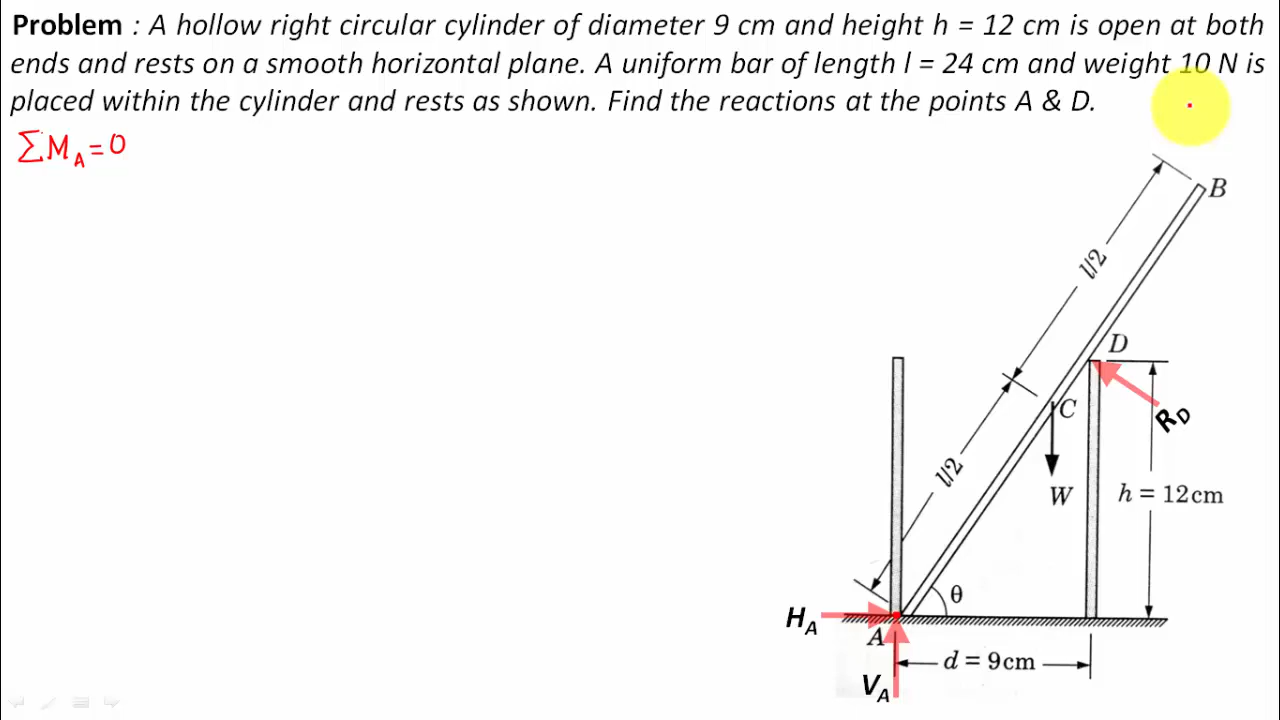 Problem : A hollow right circular cylinder of diameter 9 cm and height h = 12 cm is open at both
ends and rests on a smooth horizontal plane. A uniform bar of length l = 24 cm and weight 10 N is
placed within the cylinder and rests as shown. Find the reactions at the points A & D.
∑M_A=0
B
l/2
D
C
R_D
l/2
W
h = 12cm
θ
H_A
A
d = 9cm
V_A